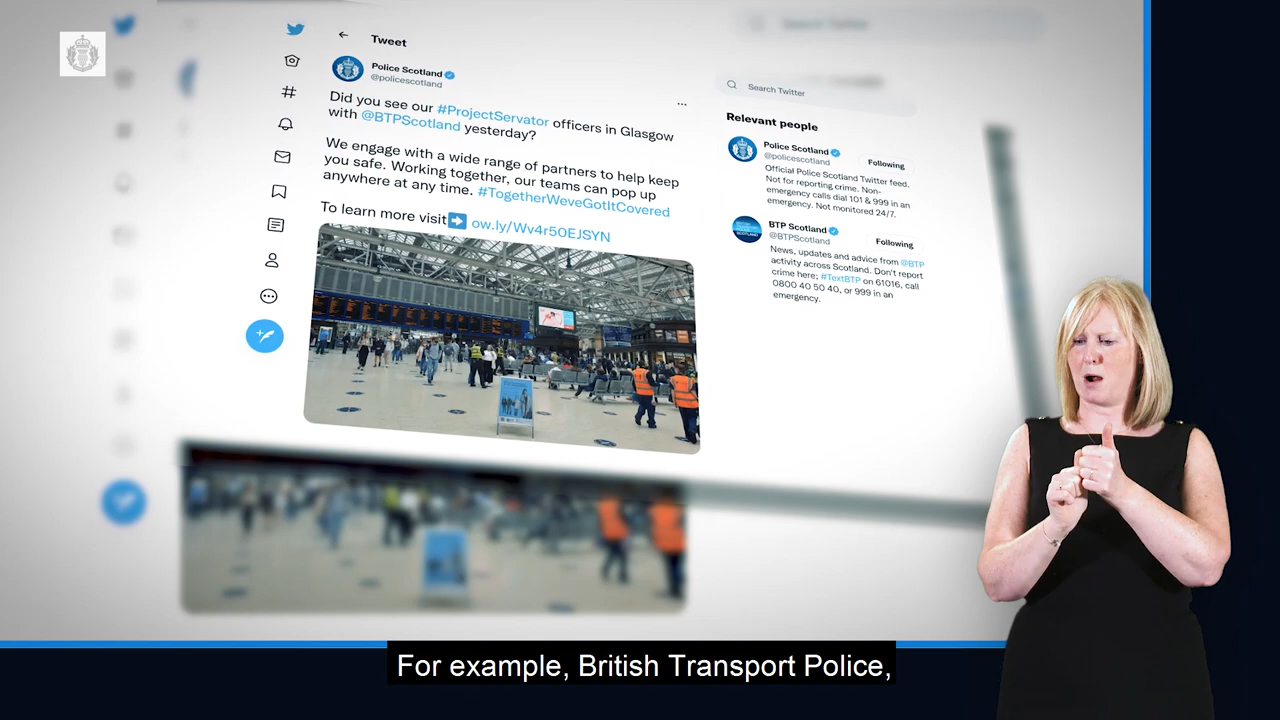 Search Twitter
Tweet
Police Scotland
@policescotland
Did you see our #ProjectServator officers in Glasgow
with @BTPScotland yesterday?
We engage with a wide range of partners to help keep
you safe. Working together, our teams can pop up
anywhere at any time. #TogetherWeveGotItCovered
To learn more visit➡ ow.ly/Wv4r50EJSYN
Search Twitter
Relevant people
Police Scotland
@policescotland
Following
Official Police Scotland Twitter feed.
Not for reporting crime. Non-
emergency calls dial 101 & 999 in an
emergency. Not monitored 24/7.
BTP Scotland
@BTPScotland
Following
News, updates and advice from @BTP
activity across Scotland. Don't report
crime here; #TextBTP on 61016, call
0800 40 50 40, or 999 in an
emergency.
For example, British Transport Police,